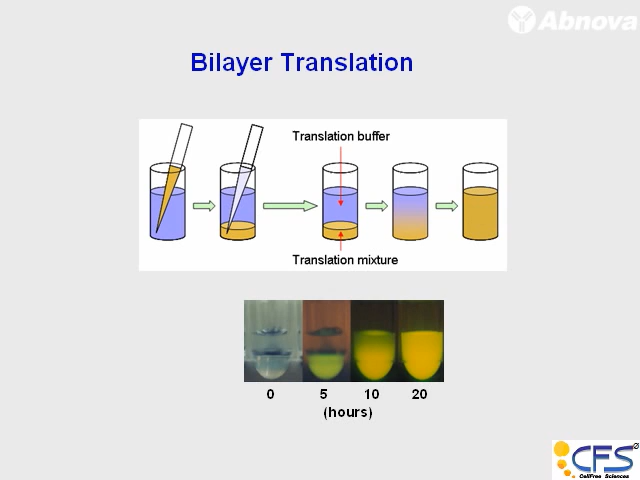 Abnova
Bilayer Translation
Translation buffer
Translation mixture
0 5 10 20
(hours)
CFS
CellFree Sciences